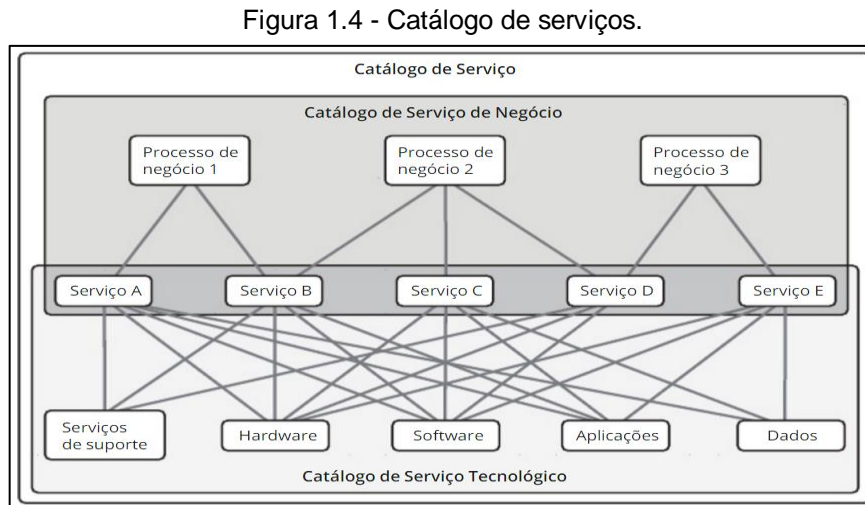 Figura 1.4 - Catálogo de serviços.
Catálogo de Serviço
Catálogo de Serviço de Negócio
Processo de
negócio 1
Processo de
negócio 2
Processo de
negócio 3
Serviço A
Serviço B
Serviço C
Serviço D
Serviço E
Serviços
de suporte
Hardware
Software
Aplicações
Dados
Catálogo de Serviço Tecnológico